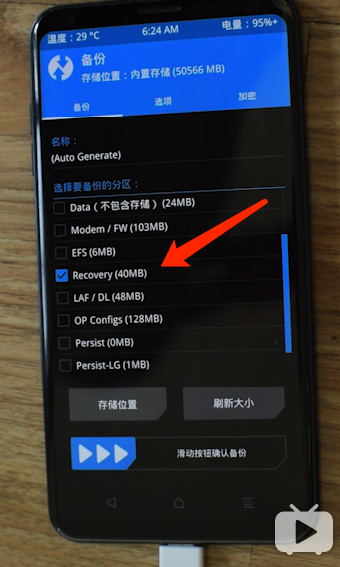 温度：29 °C 6:24 AM 电量：95%+
备份
存储位置：内置存储 (50566 MB)
备份 选项 加密
名称：
(Auto Generate)
选择要备份的分区：
Data（不包含存储）(24MB)
Modem / FW (103MB)
EFS (6MB)
Recovery (40MB)
LAF / DL (48MB)
OP Configs (128MB)
Persist (0MB)
Persist-LG (1MB)
存储位置 刷新大小
滑动按钮确认备份